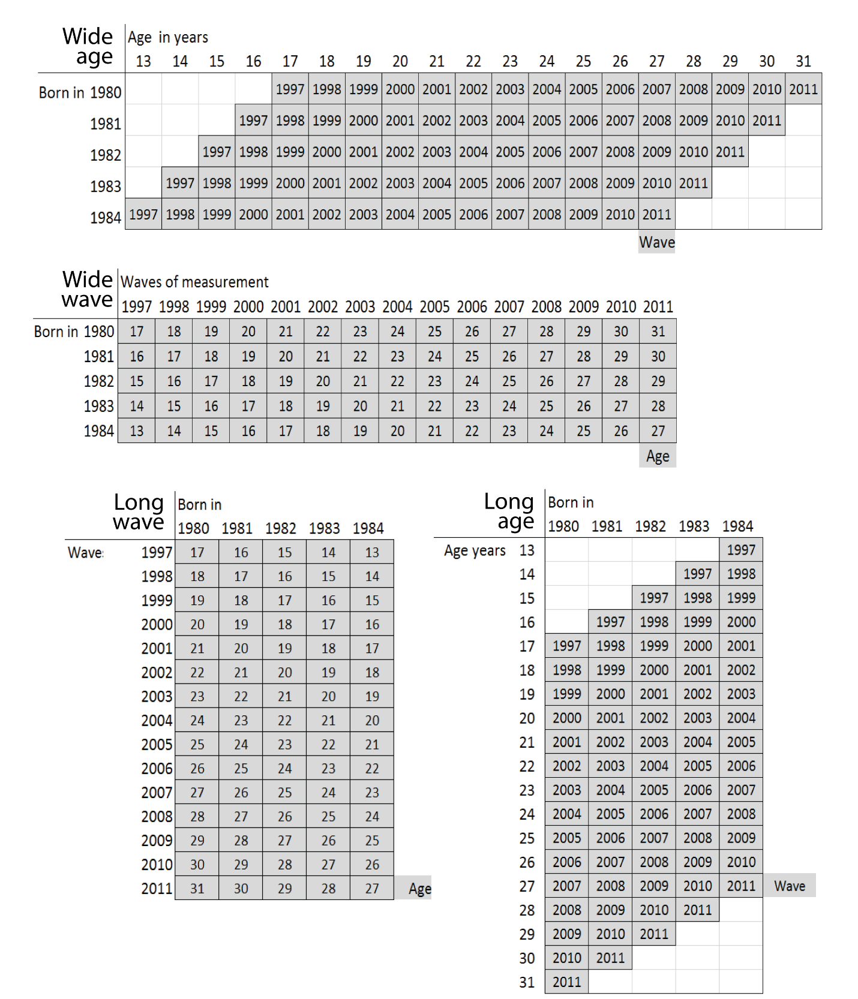 Wide age
Age in years
13 14 15 16 17 18 19 20 21 22 23 24 25 26 27 28 29 30 31
Born in 1980 1997 1998 1999 2000 2001 2002 2003 2004 2005 2006 2007 2008 2009 2010 2011
1981 1997 1998 1999 2000 2001 2002 2003 2004 2005 2006 2007 2008 2009 2010 2011
1982 1997 1998 1999 2000 2001 2002 2003 2004 2005 2006 2007 2008 2009 2010 2011
1983 1997 1998 1999 2000 2001 2002 2003 2004 2005 2006 2007 2008 2009 2010 2011
1984 1997 1998 1999 2000 2001 2002 2003 2004 2005 2006 2007 2008 2009 2010 2011
Wave
Wide wave
Waves of measurement
1997 1998 1999 2000 2001 2002 2003 2004 2005 2006 2007 2008 2009 2010 2011
Born in 1980 17 18 19 20 21 22 23 24 25 26 27 28 29 30 31
1981 16 17 18 19 20 21 22 23 24 25 26 27 28 29 30
1982 15 16 17 18 19 20 21 22 23 24 25 26 27 28 29
1983 14 15 16 17 18 19 20 21 22 23 24 25 26 27 28
1984 13 14 15 16 17 18 19 20 21 22 23 24 25 26 27
Age
Long wave
Born in
1980 1981 1982 1983 1984
Waves 1997 17 16 15 14 13
1998 18 17 16 15 14
1999 19 18 17 16 15
2000 20 19 18 17 16
2001 21 20 19 18 17
2002 22 21 20 19 18
2003 23 22 21 20 19
2004 24 23 22 21 20
2005 25 24 23 22 21
2006 26 25 24 23 22
2007 27 26 25 24 23
2008 28 27 26 25 24
2009 29 28 27 26 25
2010 30 29 28 27 26
2011 31 30 29 28 27 Age
Long age
Born in
1980 1981 1982 1983 1984
Age years 13 1997
14 1997 1998
15 1997 1998 1999
16 1997 1998 1999 2000
17 1997 1998 1999 2000 2001
18 1998 1999 2000 2001 2002
19 1999 2000 2001 2002 2003
20 2000 2001 2002 2003 2004
21 2001 2002 2003 2004 2005
22 2002 2003 2004 2005 2006
23 2003 2004 2005 2006 2007
24 2004 2005 2006 2007 2008
25 2005 2006 2007 2008 2009
26 2006 2007 2008 2009 2010
27 2007 2008 2009 2010 2011 Wave
28 2008 2009 2010 2011
29 2009 2010 2011
30 2010 2011
31 2011